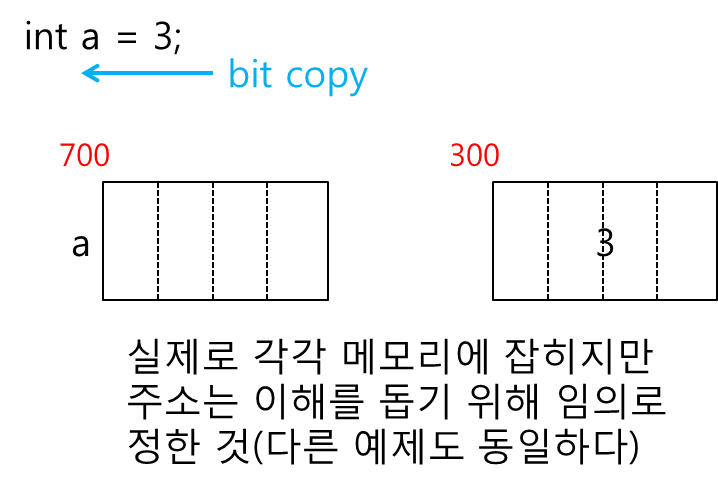 int a = 3;
bit copy
700
300
a
3
실제로 각각 메모리에 잡히지만
주소는 이해를 돕기 위해 임의로
정한 것(다른 예제도 동일하다)